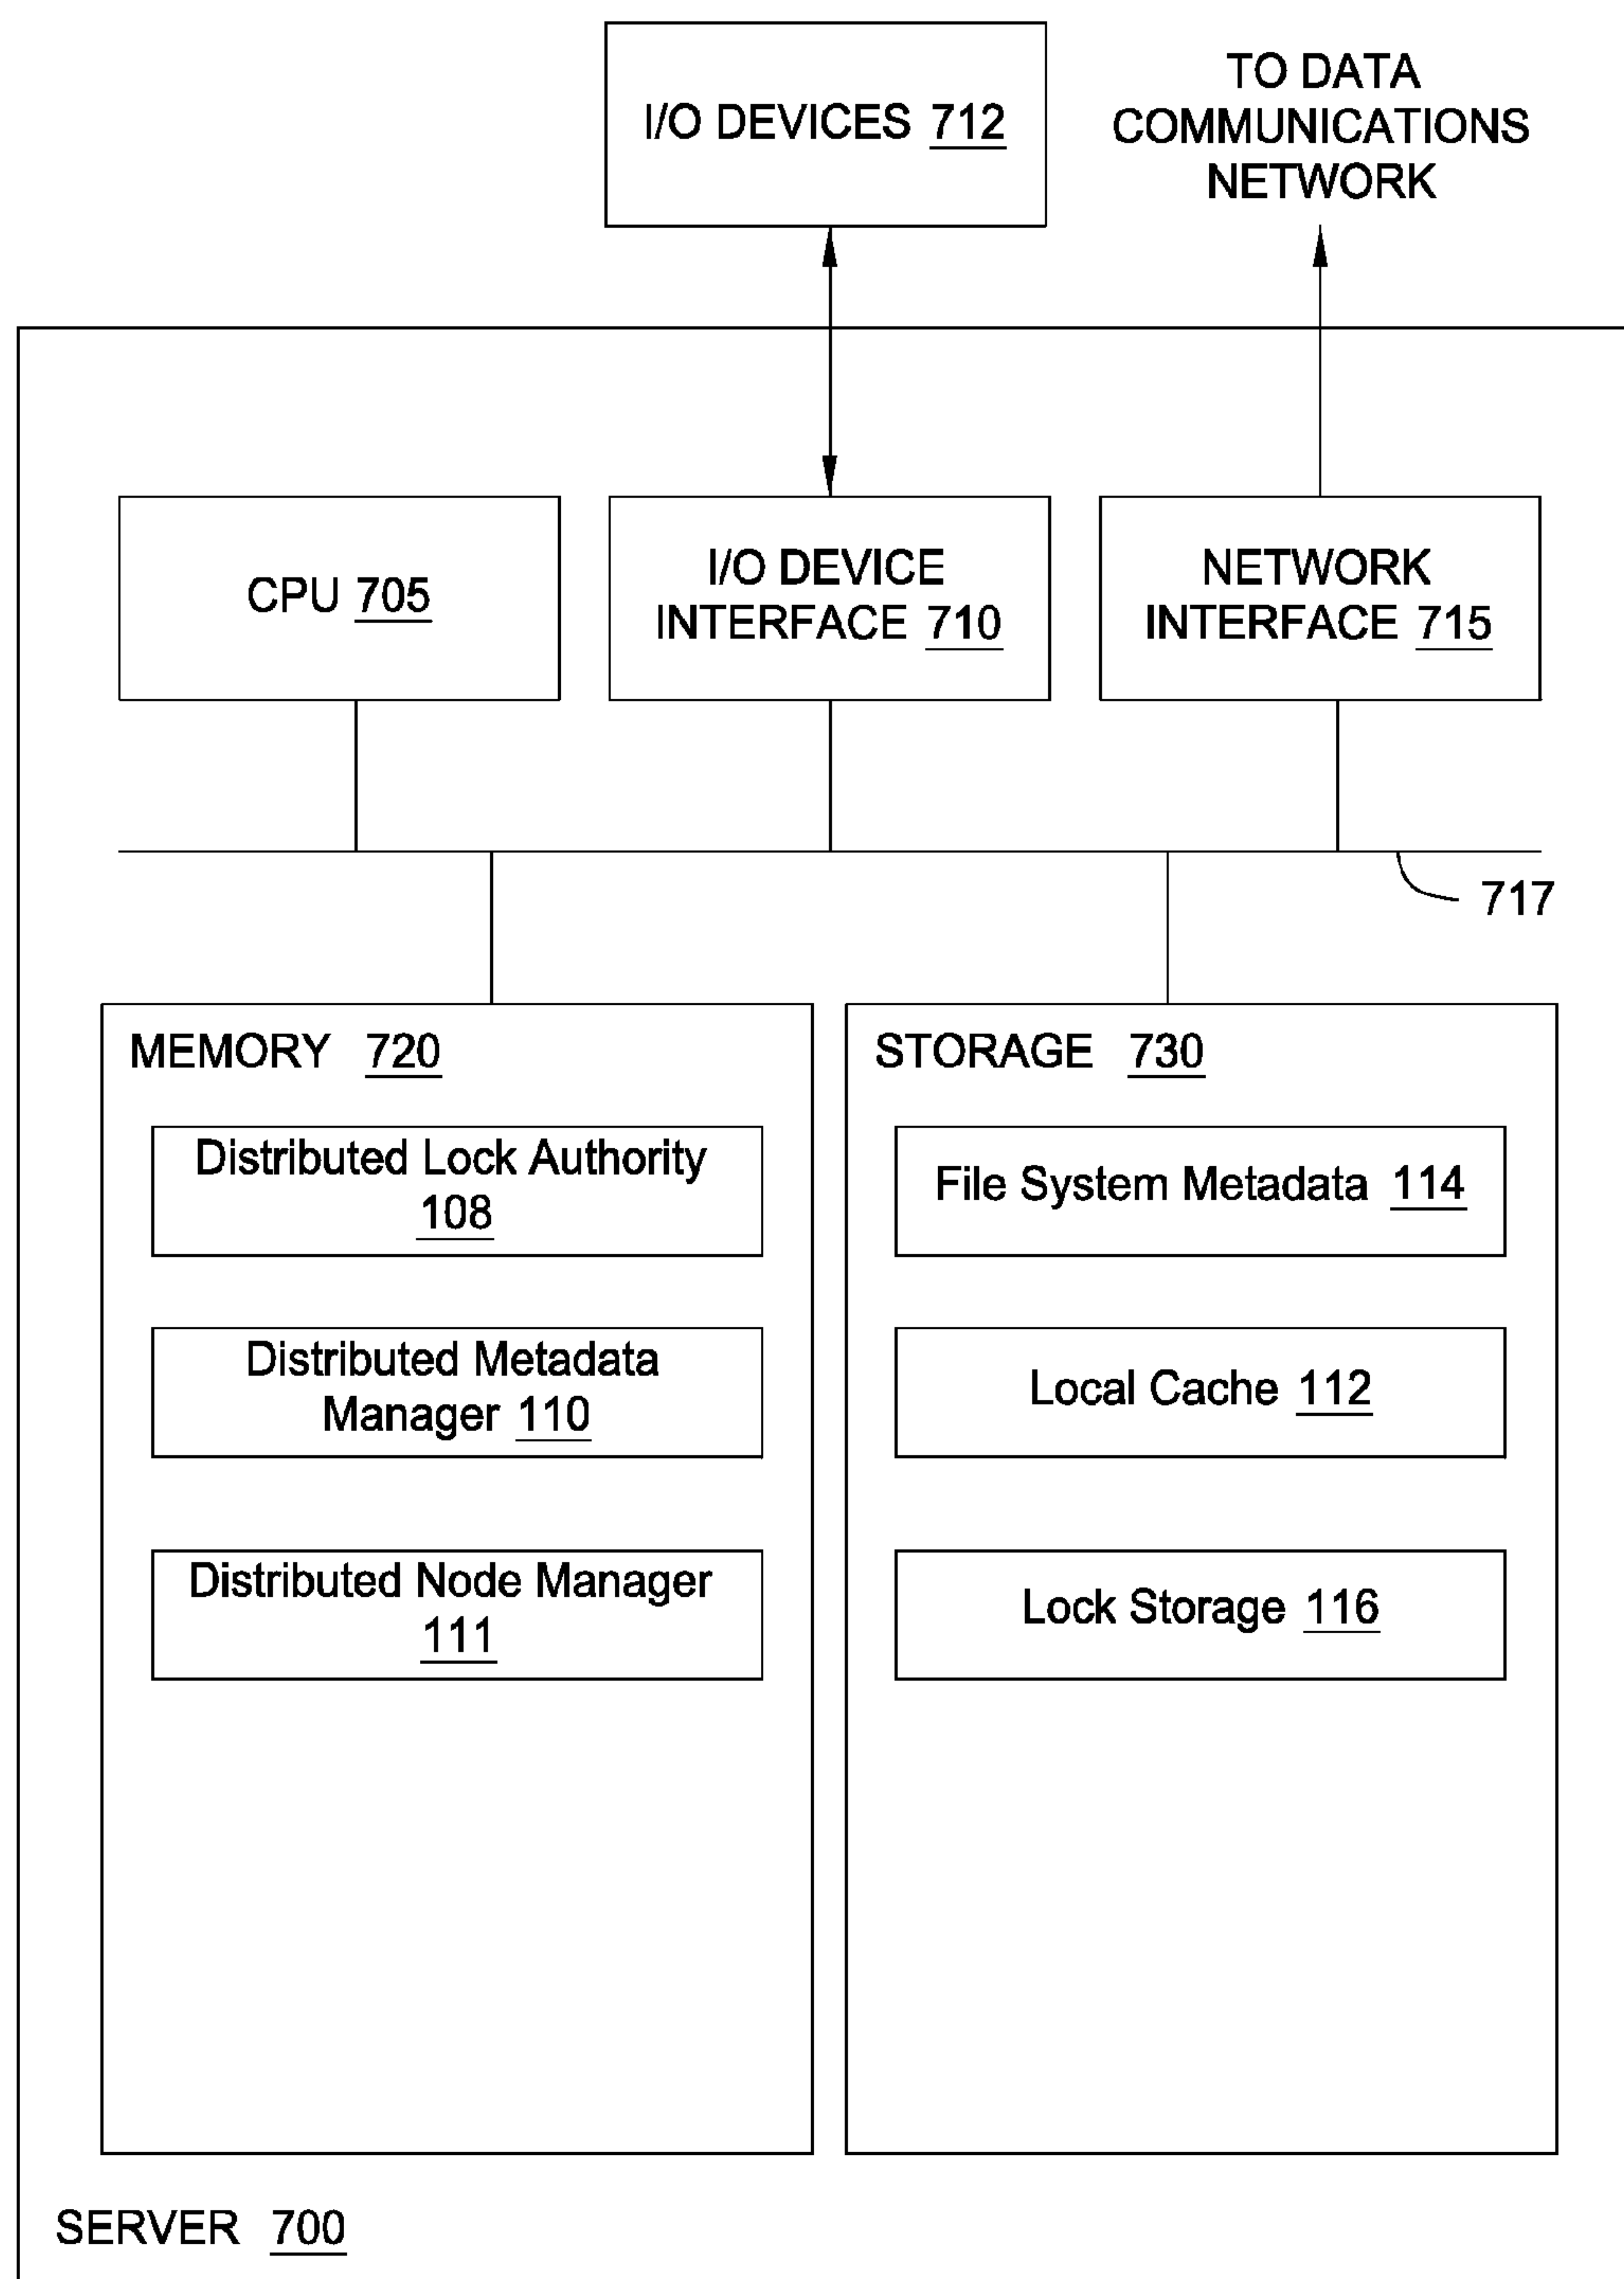 I/O DEVICES 712
TO DATA
COMMUNICATIONS
NETWORK
CPU 705
I/O DEVICE
INTERFACE 710
NETWORK
INTERFACE 715
717
MEMORY 720
Distributed Lock Authority
108
Distributed Metadata
Manager 110
Distributed Node Manager
111
STORAGE 730
File System Metadata 114
Local Cache 112
Lock Storage 116
SERVER 700